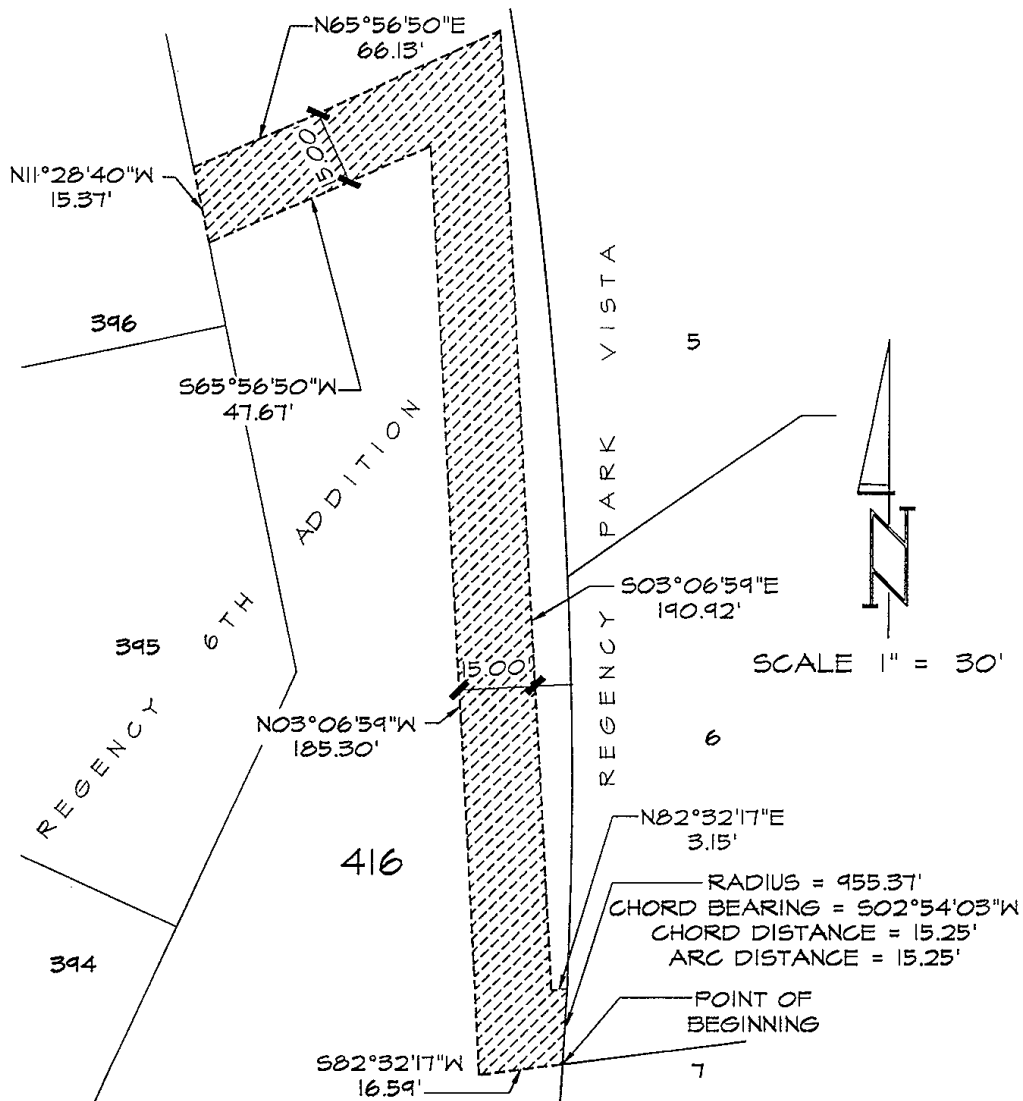 N65°56'50"E
66.13'
N11°28'40"W
15.37'
5.00
396
S65°56'50"W
47.67'
REGENCY 6TH ADDITION
REGENCY PARK VISTA
5
S03°06'59"E
190.92'
SCALE 1" = 30'
395
15.00'
N03°06'59"W
185.30'
6
N82°32'17"E
3.15'
416
RADIUS = 955.37'
CHORD BEARING = S02°54'03"W
CHORD DISTANCE = 15.25'
ARC DISTANCE = 15.25'
394
POINT OF
BEGINNING
S82°32'17"W
16.59'
7
N